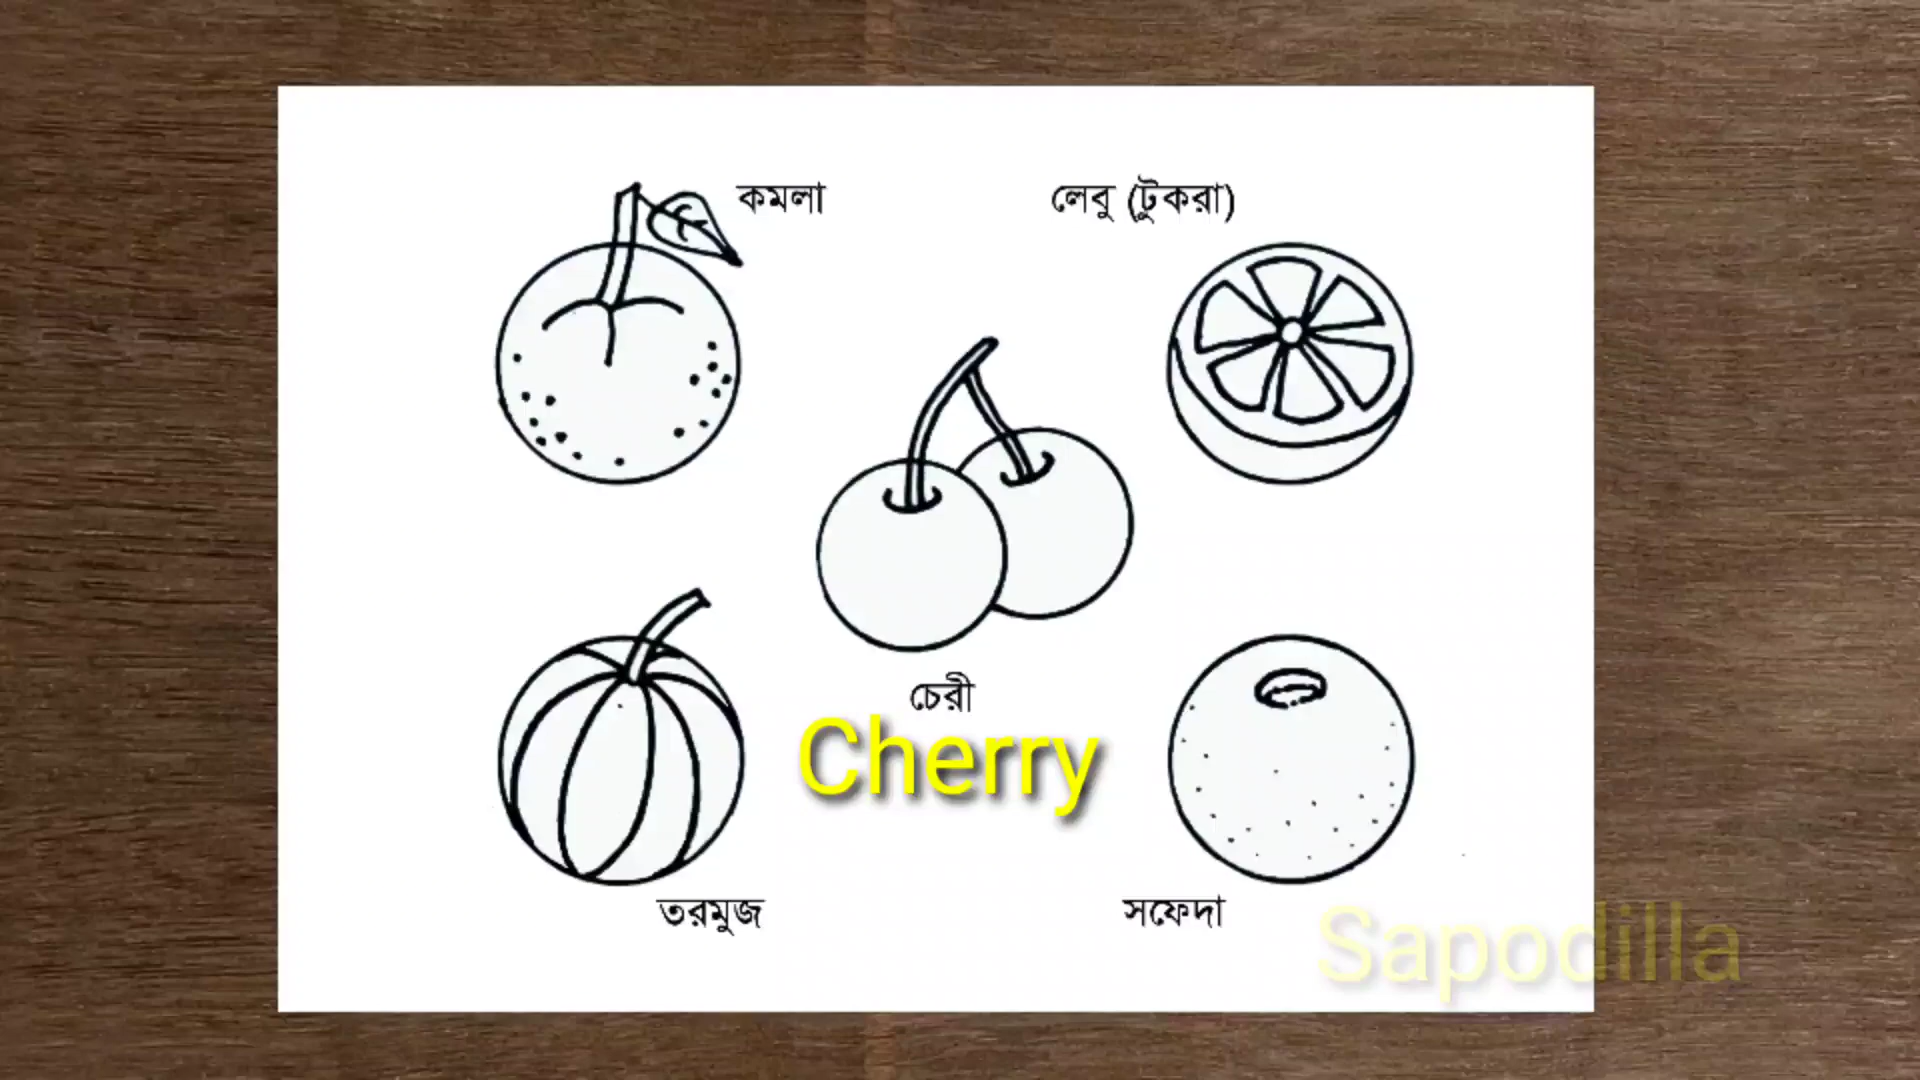 কমলা
লেবু (টুকরা)
চেরী
Cherry
তরমুজ
সফেদা
Sapodilla